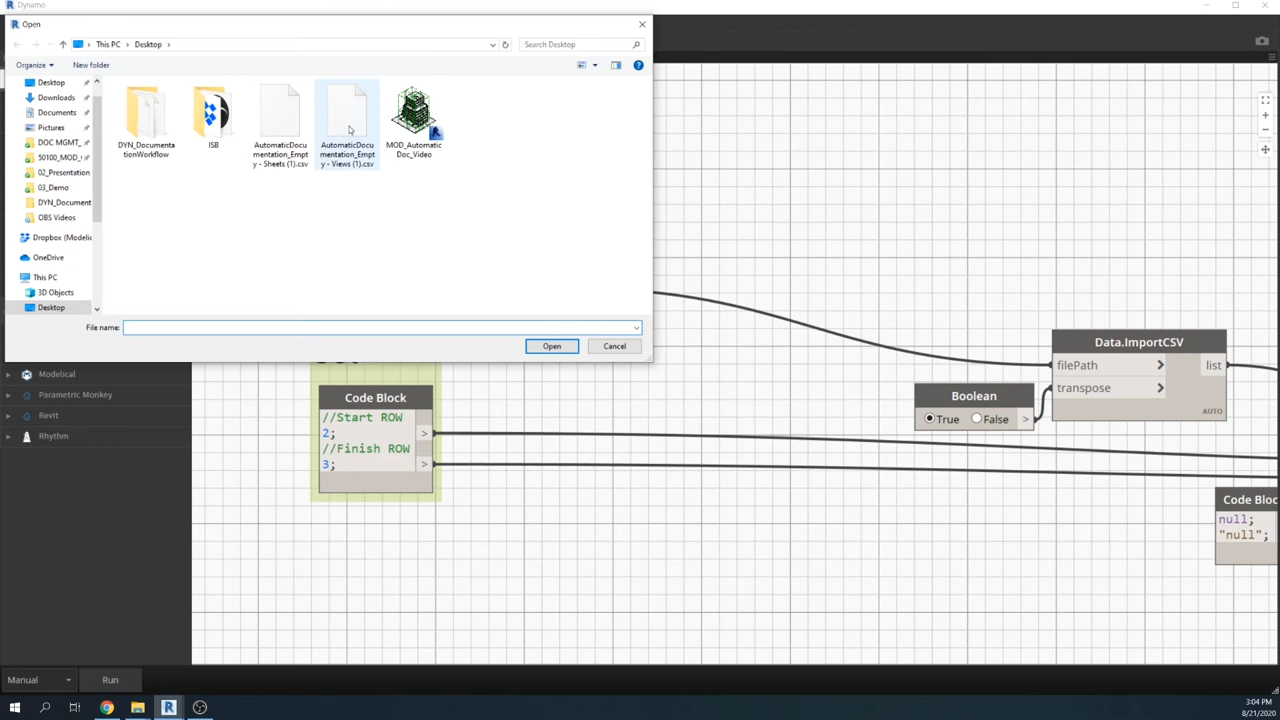 Dynamo
Open
This PC
Desktop
Search Desktop
Organize
New folder
Desktop
Downloads
Documents
Pictures
DOC MGMT_
50100_MOD_
02_Presentation
03_Demo
DYN_Document
OBS Videos
Dropbox (Modelic
OneDrive
This PC
3D Objects
Desktop
DYN_Documen
tationWorkflow
ISB
AutomaticDocu
mentation_Empt
y - Sheets (1).csv
AutomaticDocu
mentation_Empt
y - Views (1).csv
MOD_Automatic
Doc_Video
File name:
Open
Cancel
Modelical
Parametric Monkey
Revit
Rhythm
Code Block
//Start ROW
2;
>
//Finish ROW
3;
>
Boolean
True
False
>
Data.ImportCSV
filePath
>
list
transpose
>
AUTO
Code Bloc
null;
"null";
Manual
Run
3:04 PM
8/21/2020